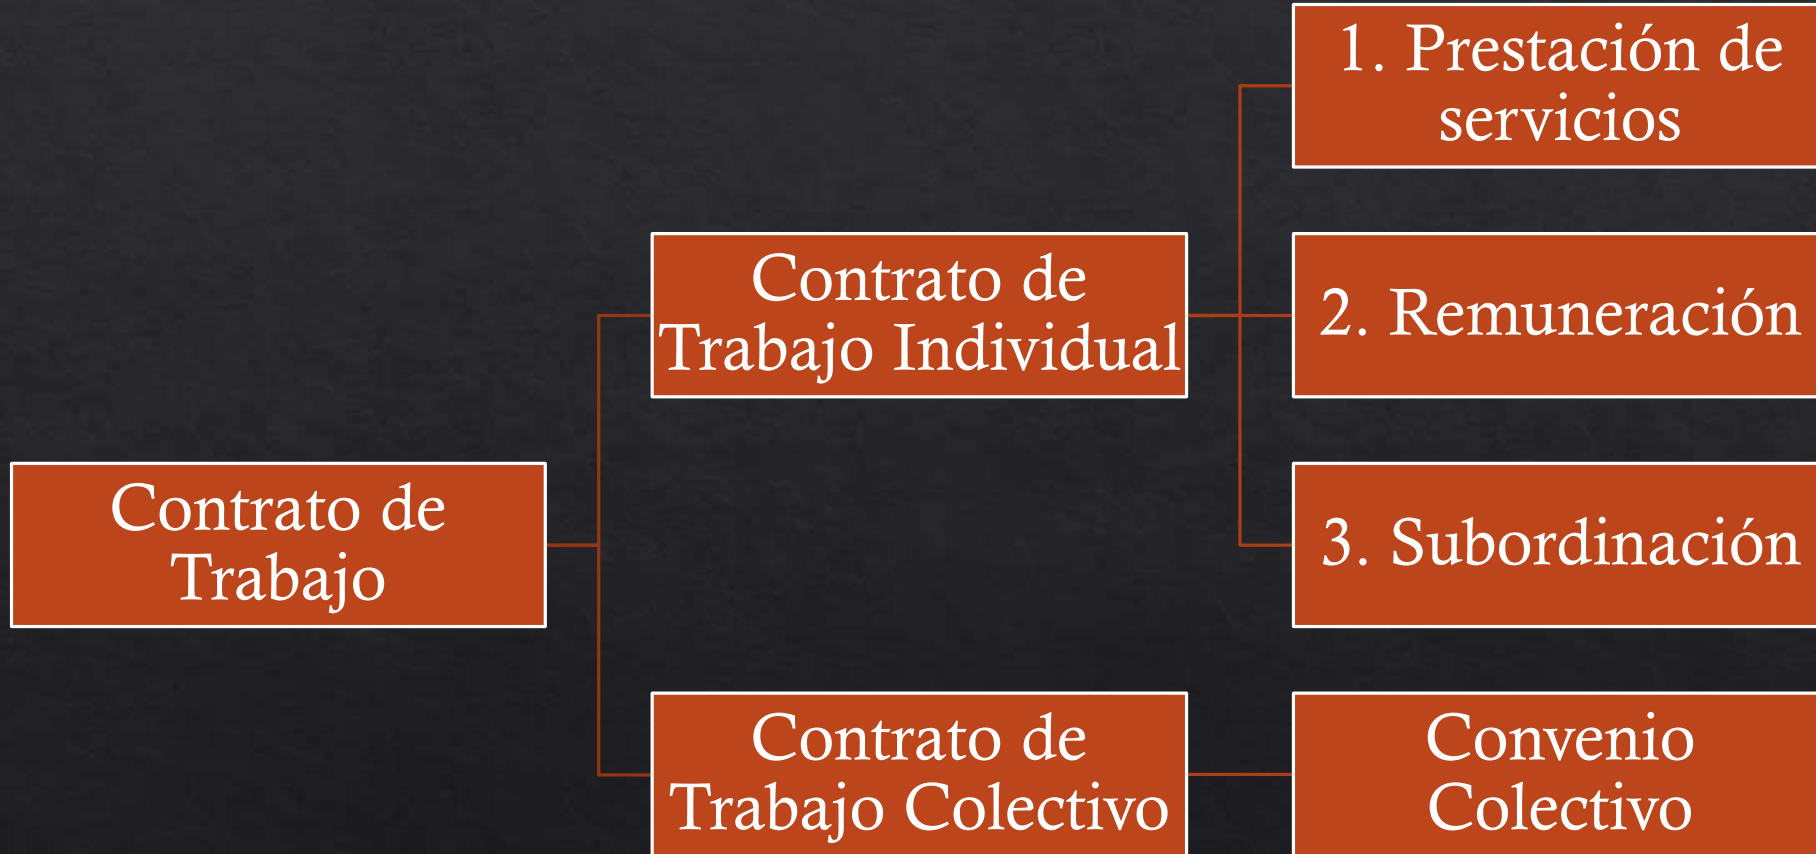 1. Prestación de
servicios
Contrato de
Trabajo Individual
2. Remuneración
Contrato de
Trabajo
3. Subordinación
Contrato de
Trabajo Colectivo
Convenio
Colectivo